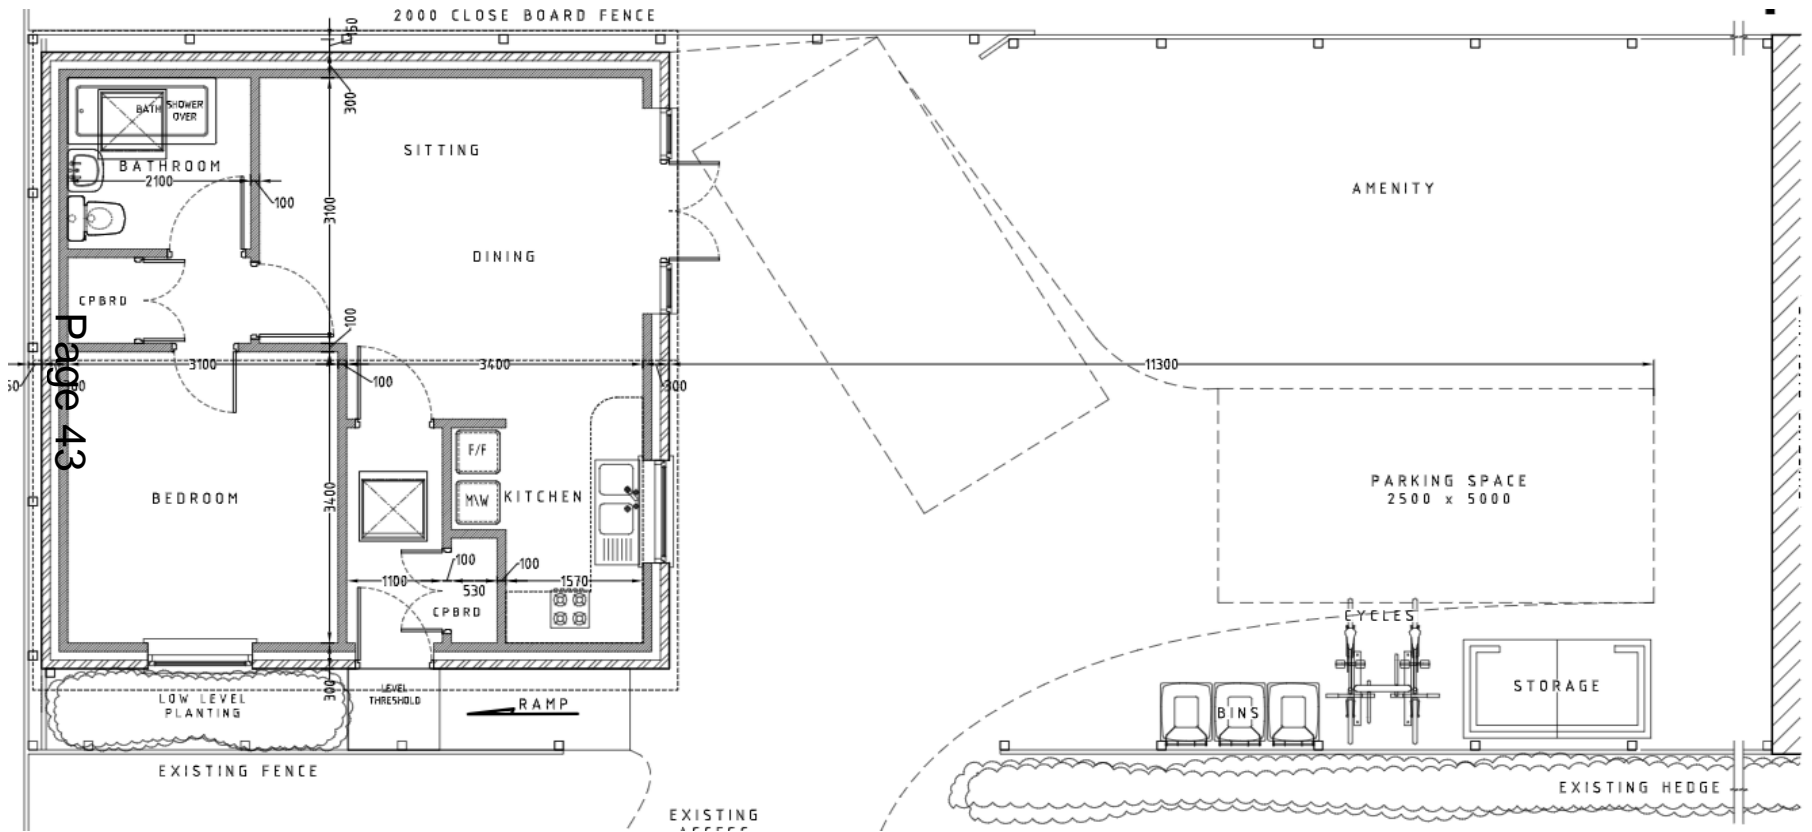 2000 CLOSE BOARD FENCE
150
300
BATH
SHOWER
OVER
BATHROOM
2100
100
SITTING
3100
DINING
AMENITY
CPBRD
100
Page 43
3100
100
3400
300
11300
F/F
M\W
KITCHEN
BEDROOM
3400
PARKING SPACE
2500 x 5000
100
100
1100
530
1570
CPBRD
CYCLES
STORAGE
BINS
300
LOW LEVEL
PLANTING
LEVEL
THRESHOLD
RAMP
EXISTING FENCE
EXISTING HEDGE
EXISTING